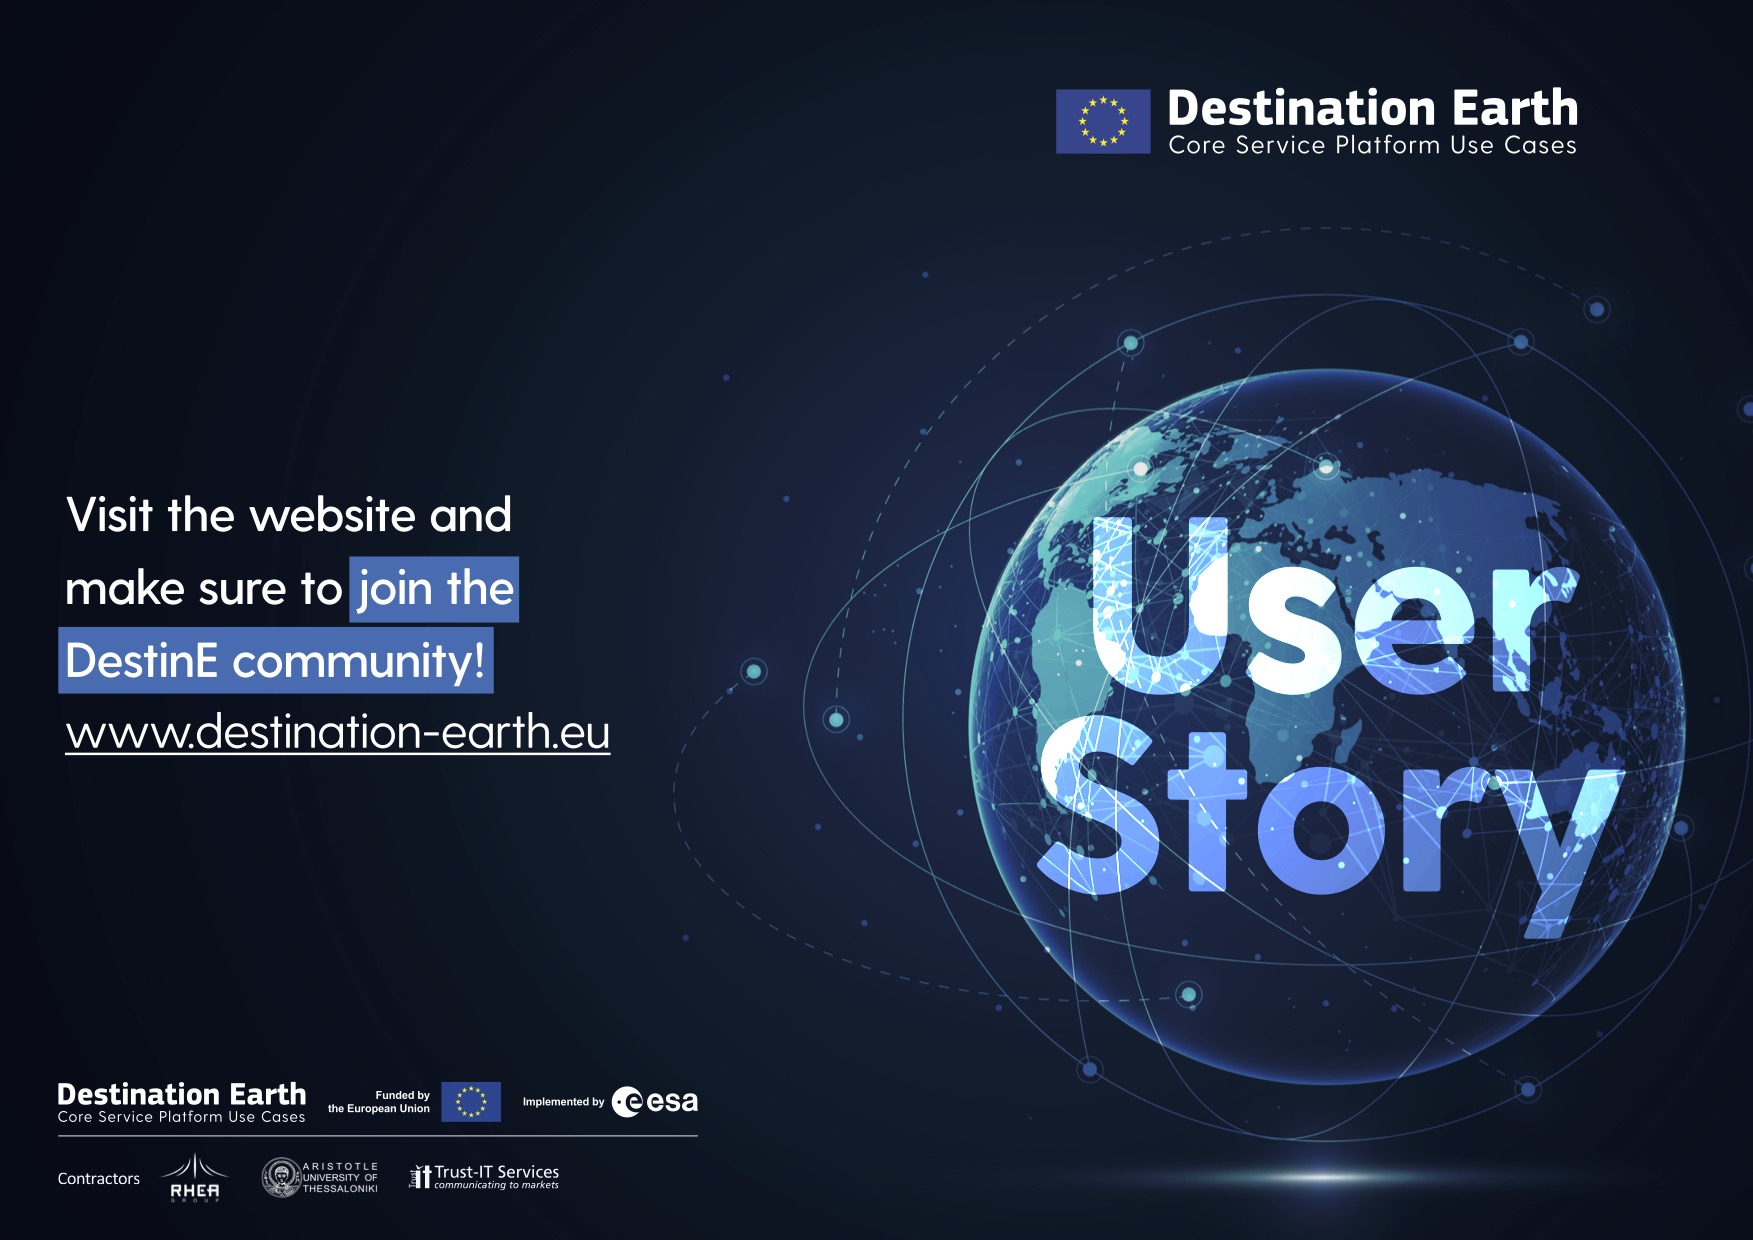 Destination Earth
Core Service Platform Use Cases
User
Story
Visit the website and
make sure to join the
DestinE community!
www.destination-earth.eu
Destination Earth
Core Service Platform Use Cases
Funded by
the European Union
Implemented by
esa
Contractors
RHEA
GROUP
ARISTOTLE
UNIVERSITY OF
THESSALONIKI
Trust
it
Trust-IT Services
communicating to markets